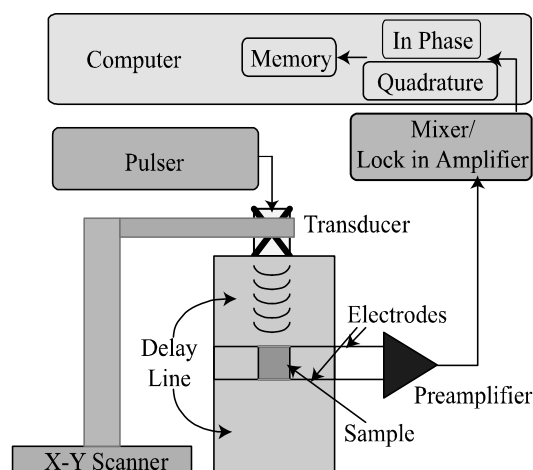 Computer
Memory
In Phase
Quadrature
Mixer/
Lock in Amplifier
Pulser
Transducer
Electrodes
Delay
Line
Preamplifier
Sample
X-Y Scanner